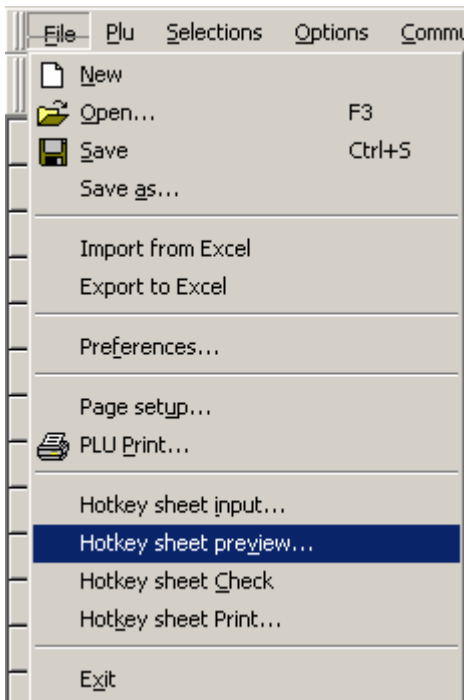 File Plu Selections Options Commu
New
Open... F3
Save Ctrl+S
Save as...
Import from Excel
Export to Excel
Preferences...
Page setup...
PLU Print...
Hotkey sheet input...
Hotkey sheet preview...
Hotkey sheet Check
Hotkey sheet Print...
Exit